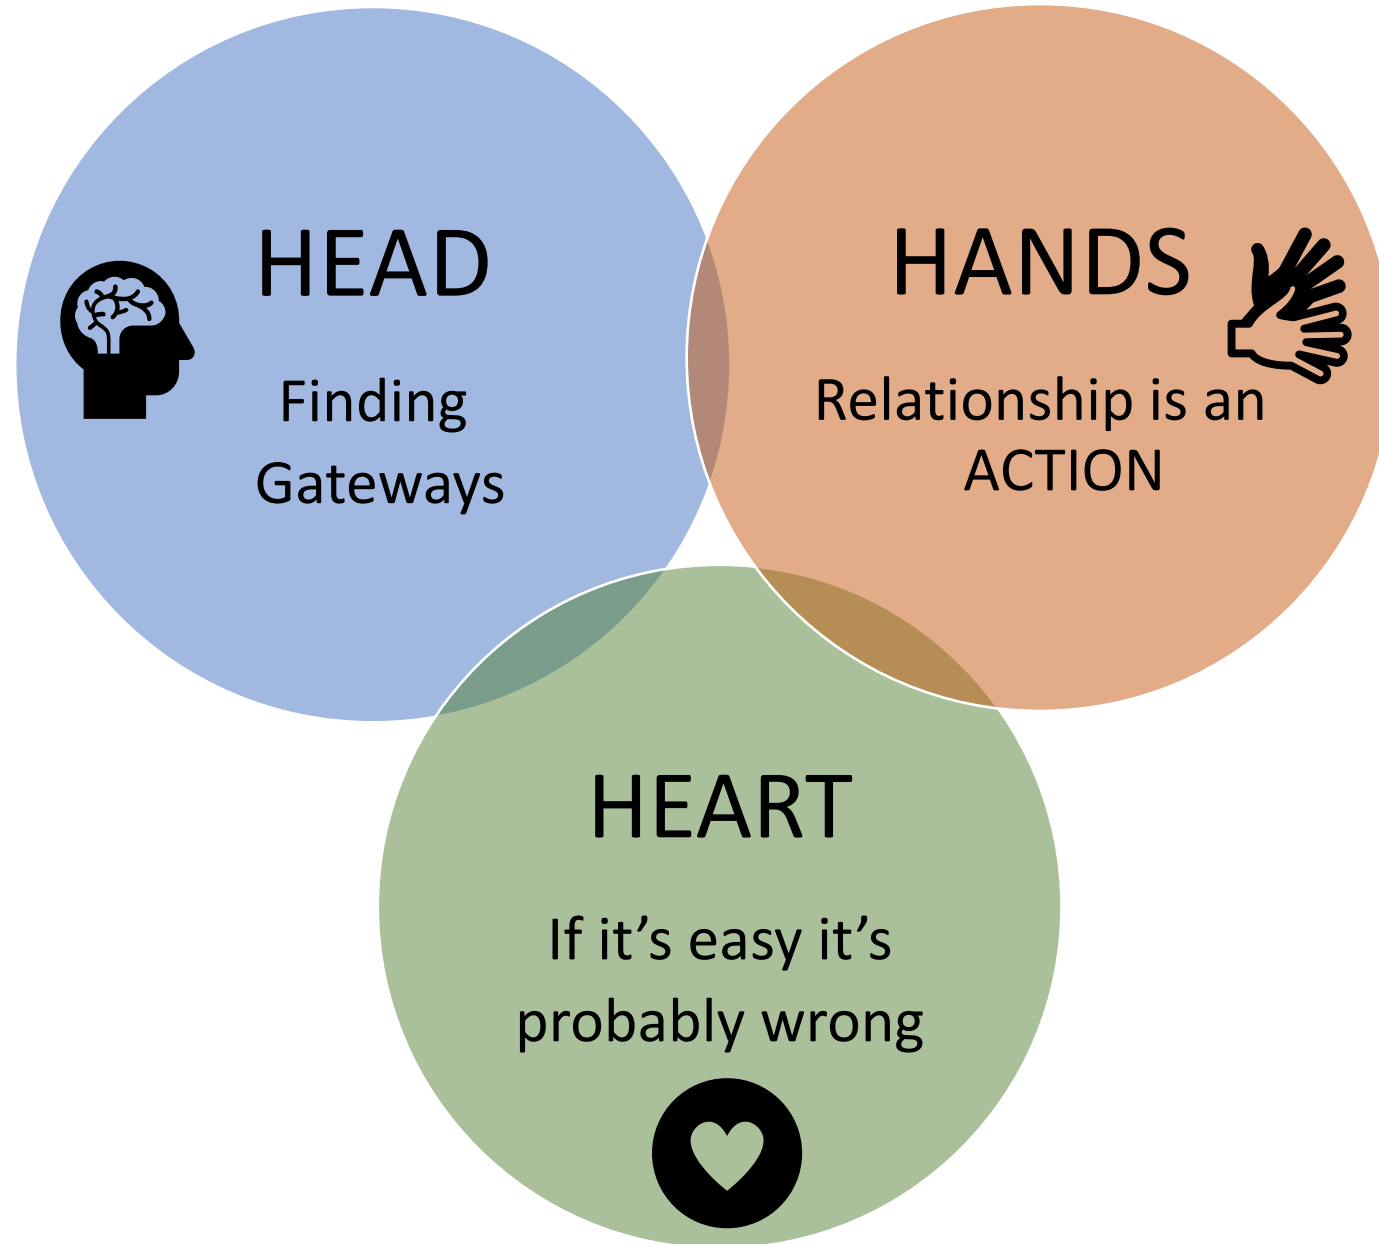 HEAD
Finding
Gateways
HANDS
Relationship is an
ACTION
HEART
If it’s easy it’s
probably wrong